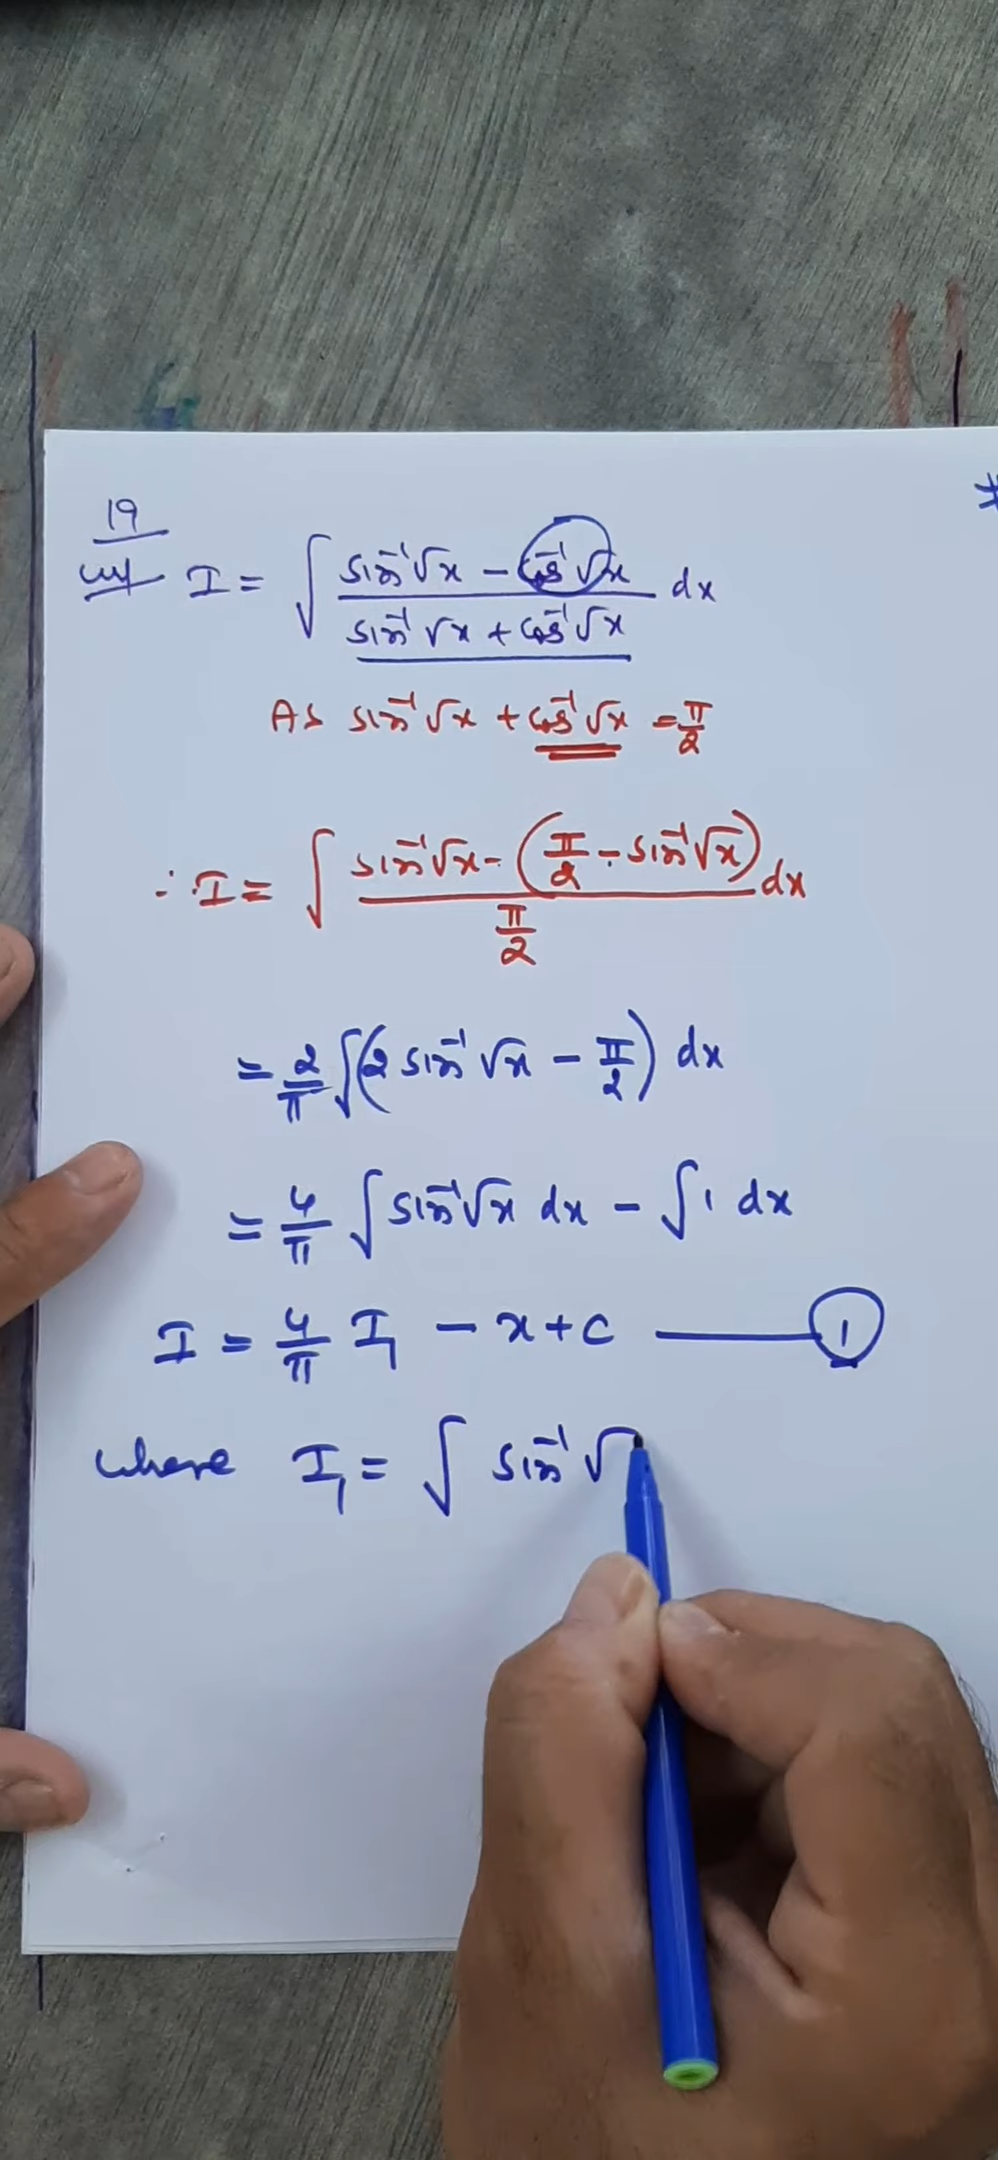 19
I = ∫ (sin⁻¹√x − cos⁻¹√x) / (sin⁻¹√x + cos⁻¹√x) dx
As sin⁻¹√x + cos⁻¹√x = π/2
∴ I = ∫ (sin⁻¹√x − (π/2 − sin⁻¹√x)) / (π/2) dx
= 2/π ∫ (2 sin⁻¹√x − π/2) dx
= 4/π ∫ sin⁻¹√x dx − ∫ 1 dx
I = 4/π I₁ − x + c —— ①
where I₁ = ∫ sin⁻¹ √